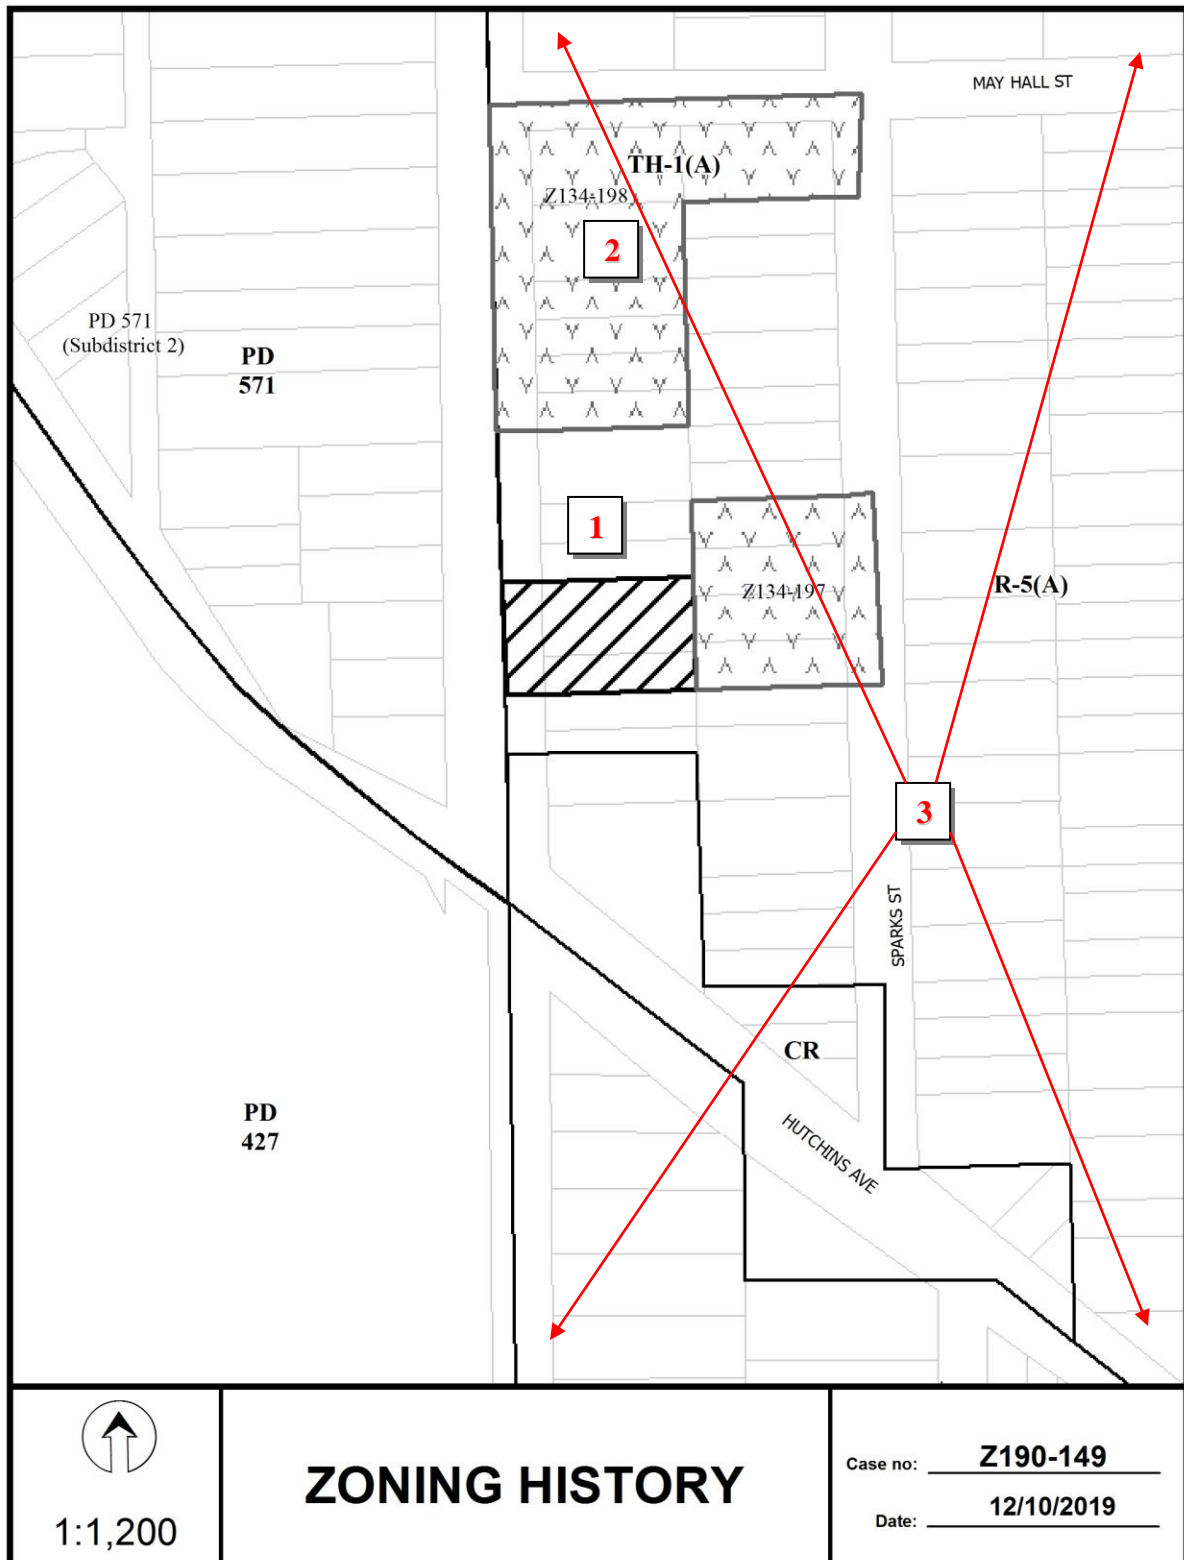 MAY HALL ST
TH-1(A)
Z134-198
2
PD 571
(Subdistrict 2)
PD
571
1
Z134-197
R-5(A)
3
SPARKS ST
CR
PD
427
HUTCHINS AVE
1:1,200
ZONING HISTORY
Case no: Z190-149
Date: 12/10/2019